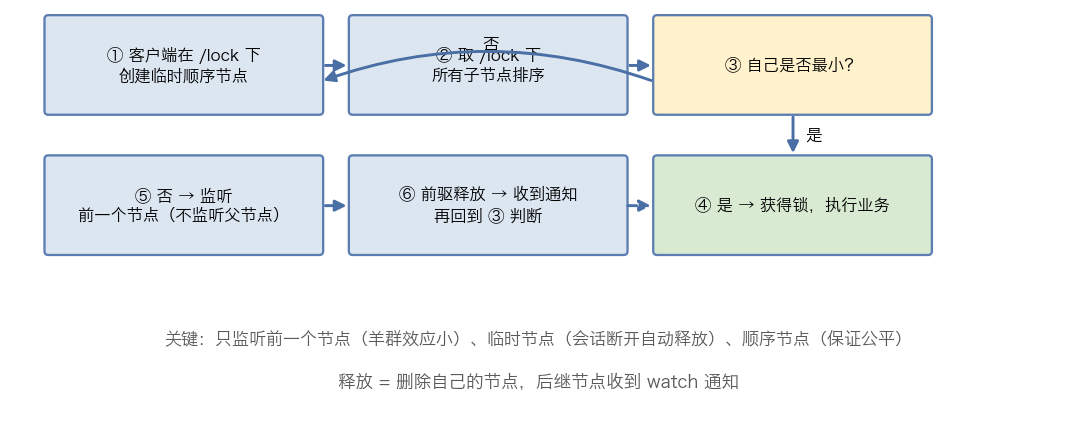 ① 客户端在 /lock 下
创建临时顺序节点
否
② 取 /lock 下
所有子节点排序
③ 自己是否最小?
是
⑤ 否 → 监听
前一个节点（不监听父节点）
⑥ 前驱释放 → 收到通知
再回到 ③ 判断
④ 是 → 获得锁，执行业务
关键：只监听前一个节点（羊群效应小）、临时节点（会话断开自动释放）、顺序节点（保证公平）
释放 = 删除自己的节点，后继节点收到 watch 通知